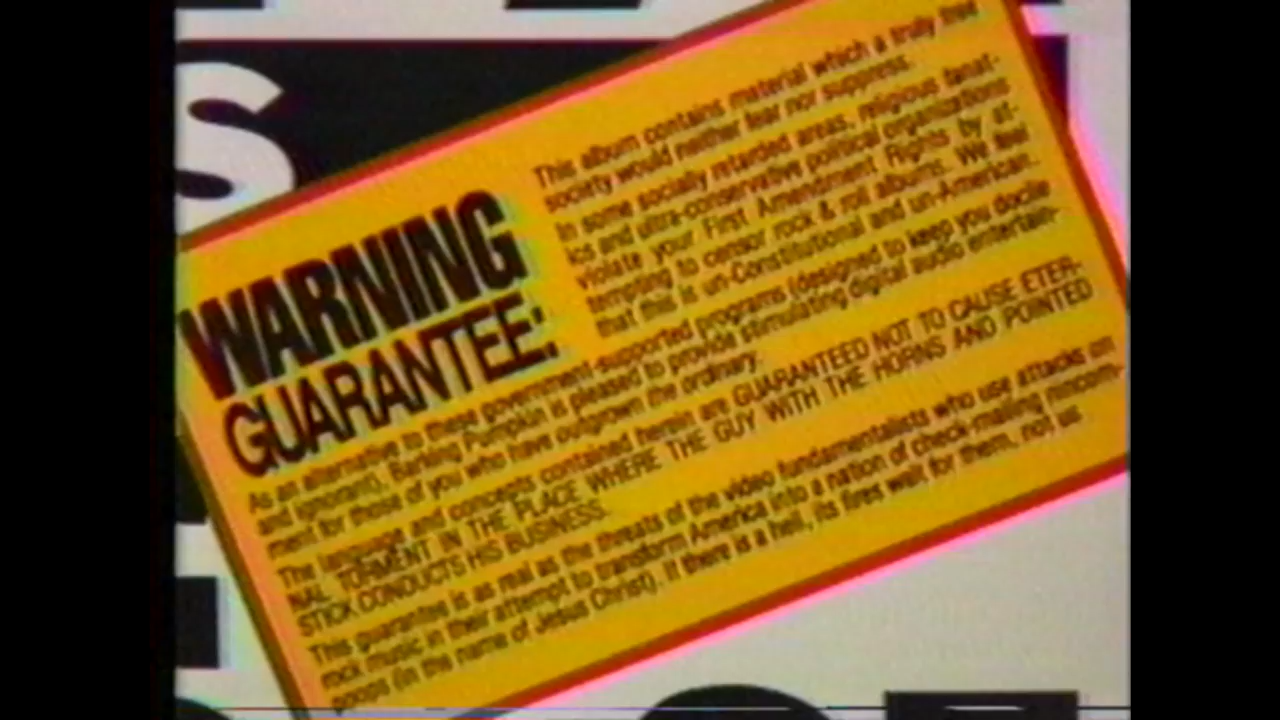 S
WARNING
GUARANTEE:
This album contains material which a truly free
society would neither fear nor suppress.
In some socially retarded areas, religious fanat-
ics and ultra-conservative political organizations
violate your First Amendment Rights by at-
tempting to censor rock & roll albums. We feel
that this is un-Constitutional and un-American.
As an alternative to these government-supported programs (designed to keep you docile
and ignorant), Barking Pumpkin is pleased to provide stimulating digital audio entertain-
ment for those of you who have outgrown the ordinary.
The language and concepts contained herein are GUARANTEED NOT TO CAUSE ETER-
NAL TORMENT IN THE PLACE WHERE THE GUY WITH THE HORNS AND POINTED
STICK CONDUCTS HIS BUSINESS.
This guarantee is as real as the threats of the video fundamentalists who use attacks on
rock music in their attempt to transform America into a nation of check-mailing nincom-
poops (in the name of Jesus Christ). If there is a hell, its fires wait for them, not us